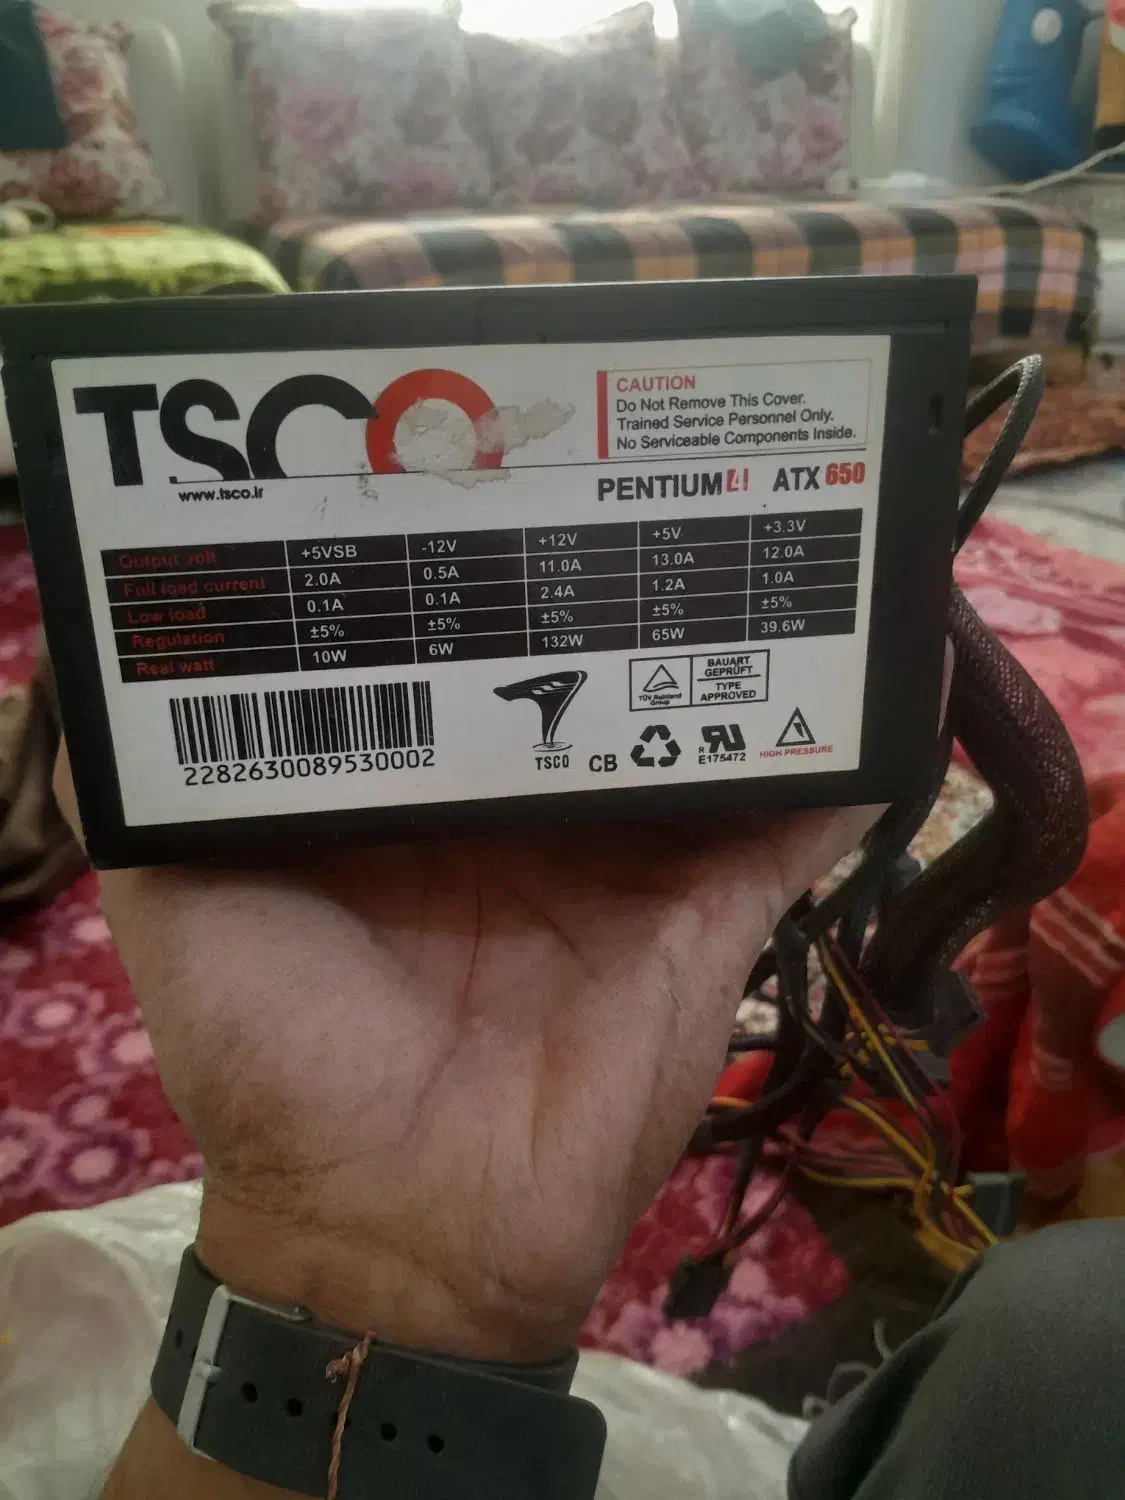 TSCO
www.tsco.ir
CAUTION
Do Not Remove This Cover.
Trained Service Personnel Only.
No Serviceable Components Inside.
PENTIUM 4! ATX 650
Output volt +5VSB -12V +12V +5V +3.3V
Full load current 2.0A 0.5A 11.0A 13.0A 12.0A
Low load 0.1A 0.1A 2.4A 1.2A 1.0A
Regulation ±5% ±5% ±5% ±5% ±5%
Real watt 10W 6W 132W 65W 39.6W
2282630089530002
TSCO
CB
TÜV Rheinland
Group
BAUART
GEPRÜFT
TYPE
APPROVED
R
E175472
HIGH PRESSURE